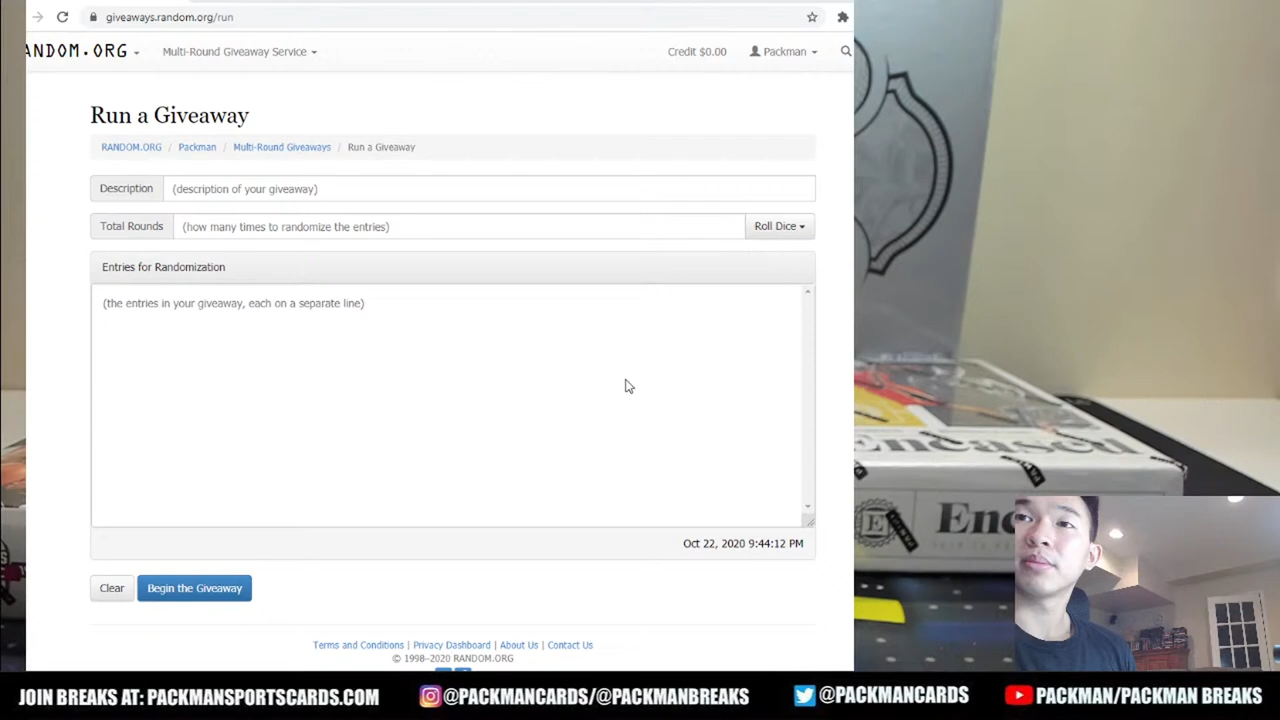 giveaways.random.org/run
ANDOM.ORG
Multi-Round Giveaway Service
Credit $0.00
Packman
Run a Giveaway
RANDOM.ORG / Packman / Multi-Round Giveaways / Run a Giveaway
Description (description of your giveaway)
Total Rounds (how many times to randomize the entries) Roll Dice
Entries for Randomization
(the entries in your giveaway, each on a separate line)
Oct 22, 2020 9:44:12 PM
Clear Begin the Giveaway
Terms and Conditions | Privacy Dashboard | About Us | Contact Us
© 1998–2020 RANDOM.ORG
Encased
E
JOIN BREAKS AT: PACKMANSPORTSCARDS.COM
@PACKMANCARDS/@PACKMANBREAKS
@PACKMANCARDS
PACKMAN/PACKMAN BREAKS